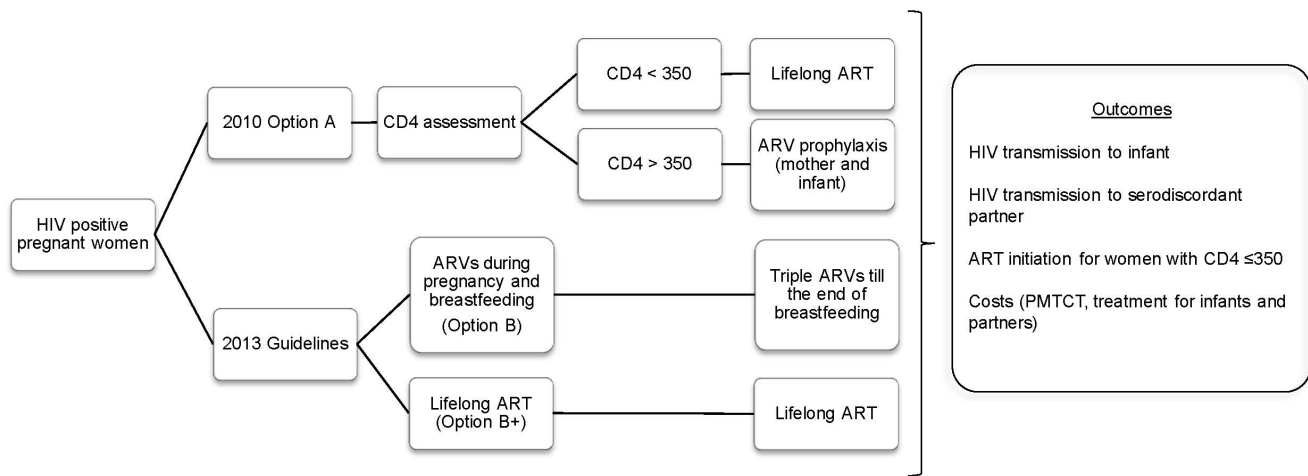 HIV positive
pregnant women
2010 Option A
CD4 assessment
CD4 < 350
Lifelong ART
CD4 > 350
ARV prophylaxis
(mother and
infant)
2013 Guidelines
ARVs during
pregnancy and
breastfeeding
(Option B)
Triple ARVs till
the end of
breastfeeding
Lifelong ART
(Option B+)
Lifelong ART
Outcomes
HIV transmission to infant
HIV transmission to serodiscordant
partner
ART initiation for women with CD4 ≤350
Costs (PMTCT, treatment for infants and
partners)